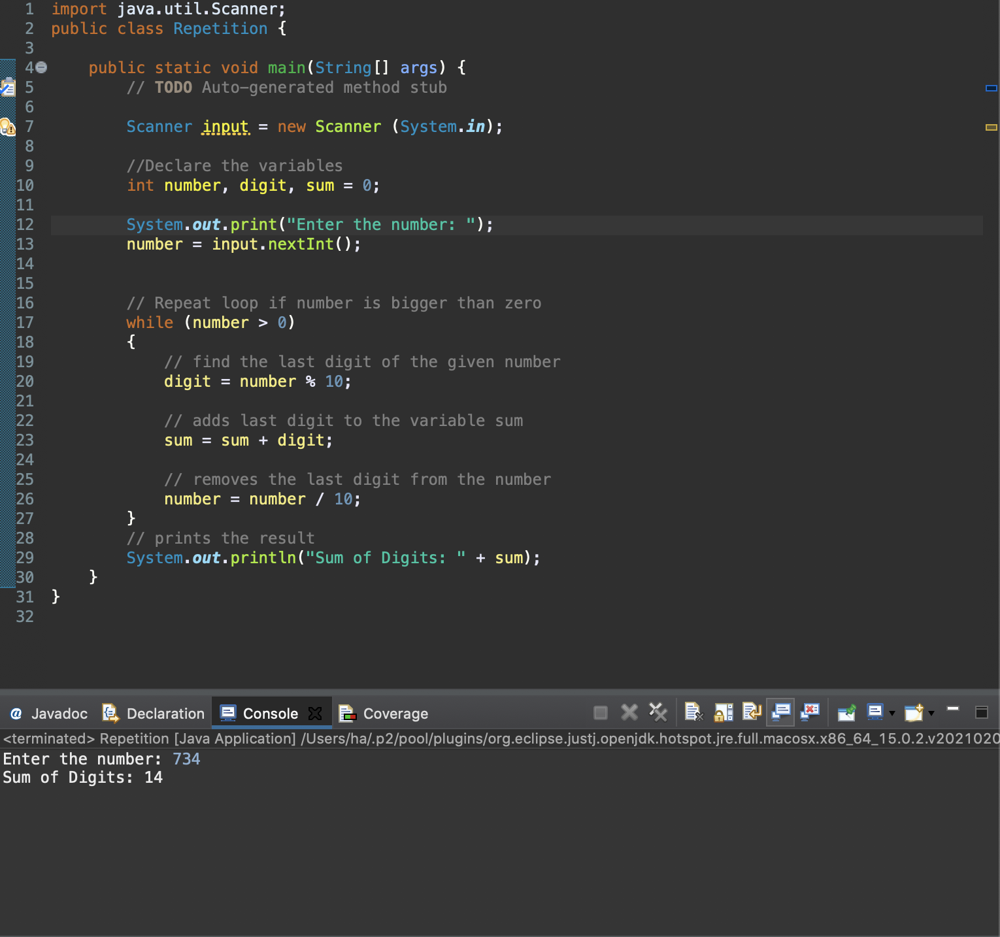 1 import java.util.Scanner;
2 public class Repetition {
3
4 public static void main(String[] args) {
5 // TODO Auto-generated method stub
6
7 Scanner input = new Scanner (System.in);
8
9 //Declare the variables
10 int number, digit, sum = 0;
11
12 System.out.print("Enter the number: ");
13 number = input.nextInt();
14
15
16 // Repeat loop if number is bigger than zero
17 while (number > 0)
18 {
19 // find the last digit of the given number
20 digit = number % 10;
21
22 // adds last digit to the variable sum
23 sum = sum + digit;
24
25 // removes the last digit from the number
26 number = number / 10;
27 }
28 // prints the result
29 System.out.println("Sum of Digits: " + sum);
30 }
31 }
32
@ Javadoc Declaration Console Coverage
<terminated> Repetition [Java Application] /Users/ha/.p2/pool/plugins/org.eclipse.justj.openjdk.hotspot.jre.full.macosx.x86_64_15.0.2.v2021020
Enter the number: 734
Sum of Digits: 14